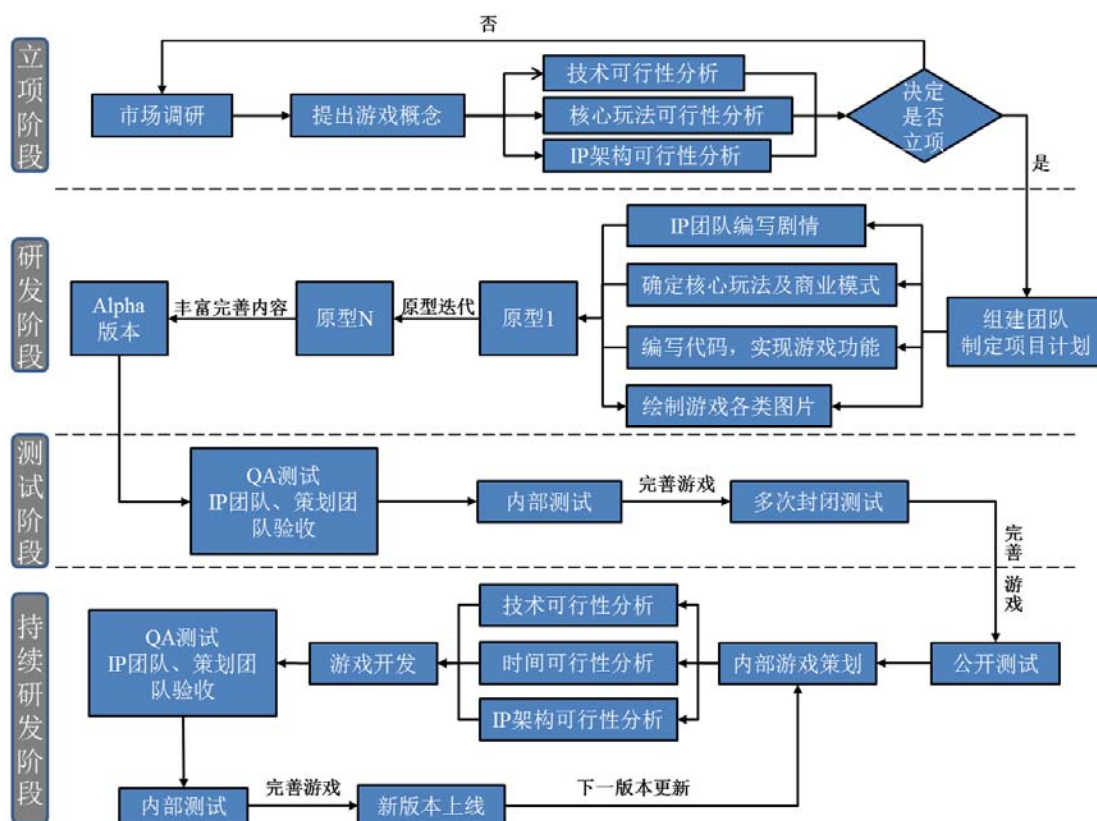 立项阶段
否
市场调研
提出游戏概念
技术可行性分析
核心玩法可行性分析
IP架构可行性分析
决定
是否
立项
是
研发阶段
Alpha
版本
丰富完善内容
原型N
原型迭代
原型1
IP团队编写剧情
确定核心玩法及商业模式
编写代码，实现游戏功能
绘制游戏各类图片
组建团队
制定项目计划
测试阶段
QA测试
IP团队、策划团
队验收
内部测试
完善游戏
多次封闭测试
完善
游戏
持续研发阶段
QA测试
IP团队、策划团
队验收
游戏开发
技术可行性分析
时间可行性分析
IP架构可行性分析
内部游戏策划
公开测试
内部测试
完善游戏
新版本上线
下一版本更新